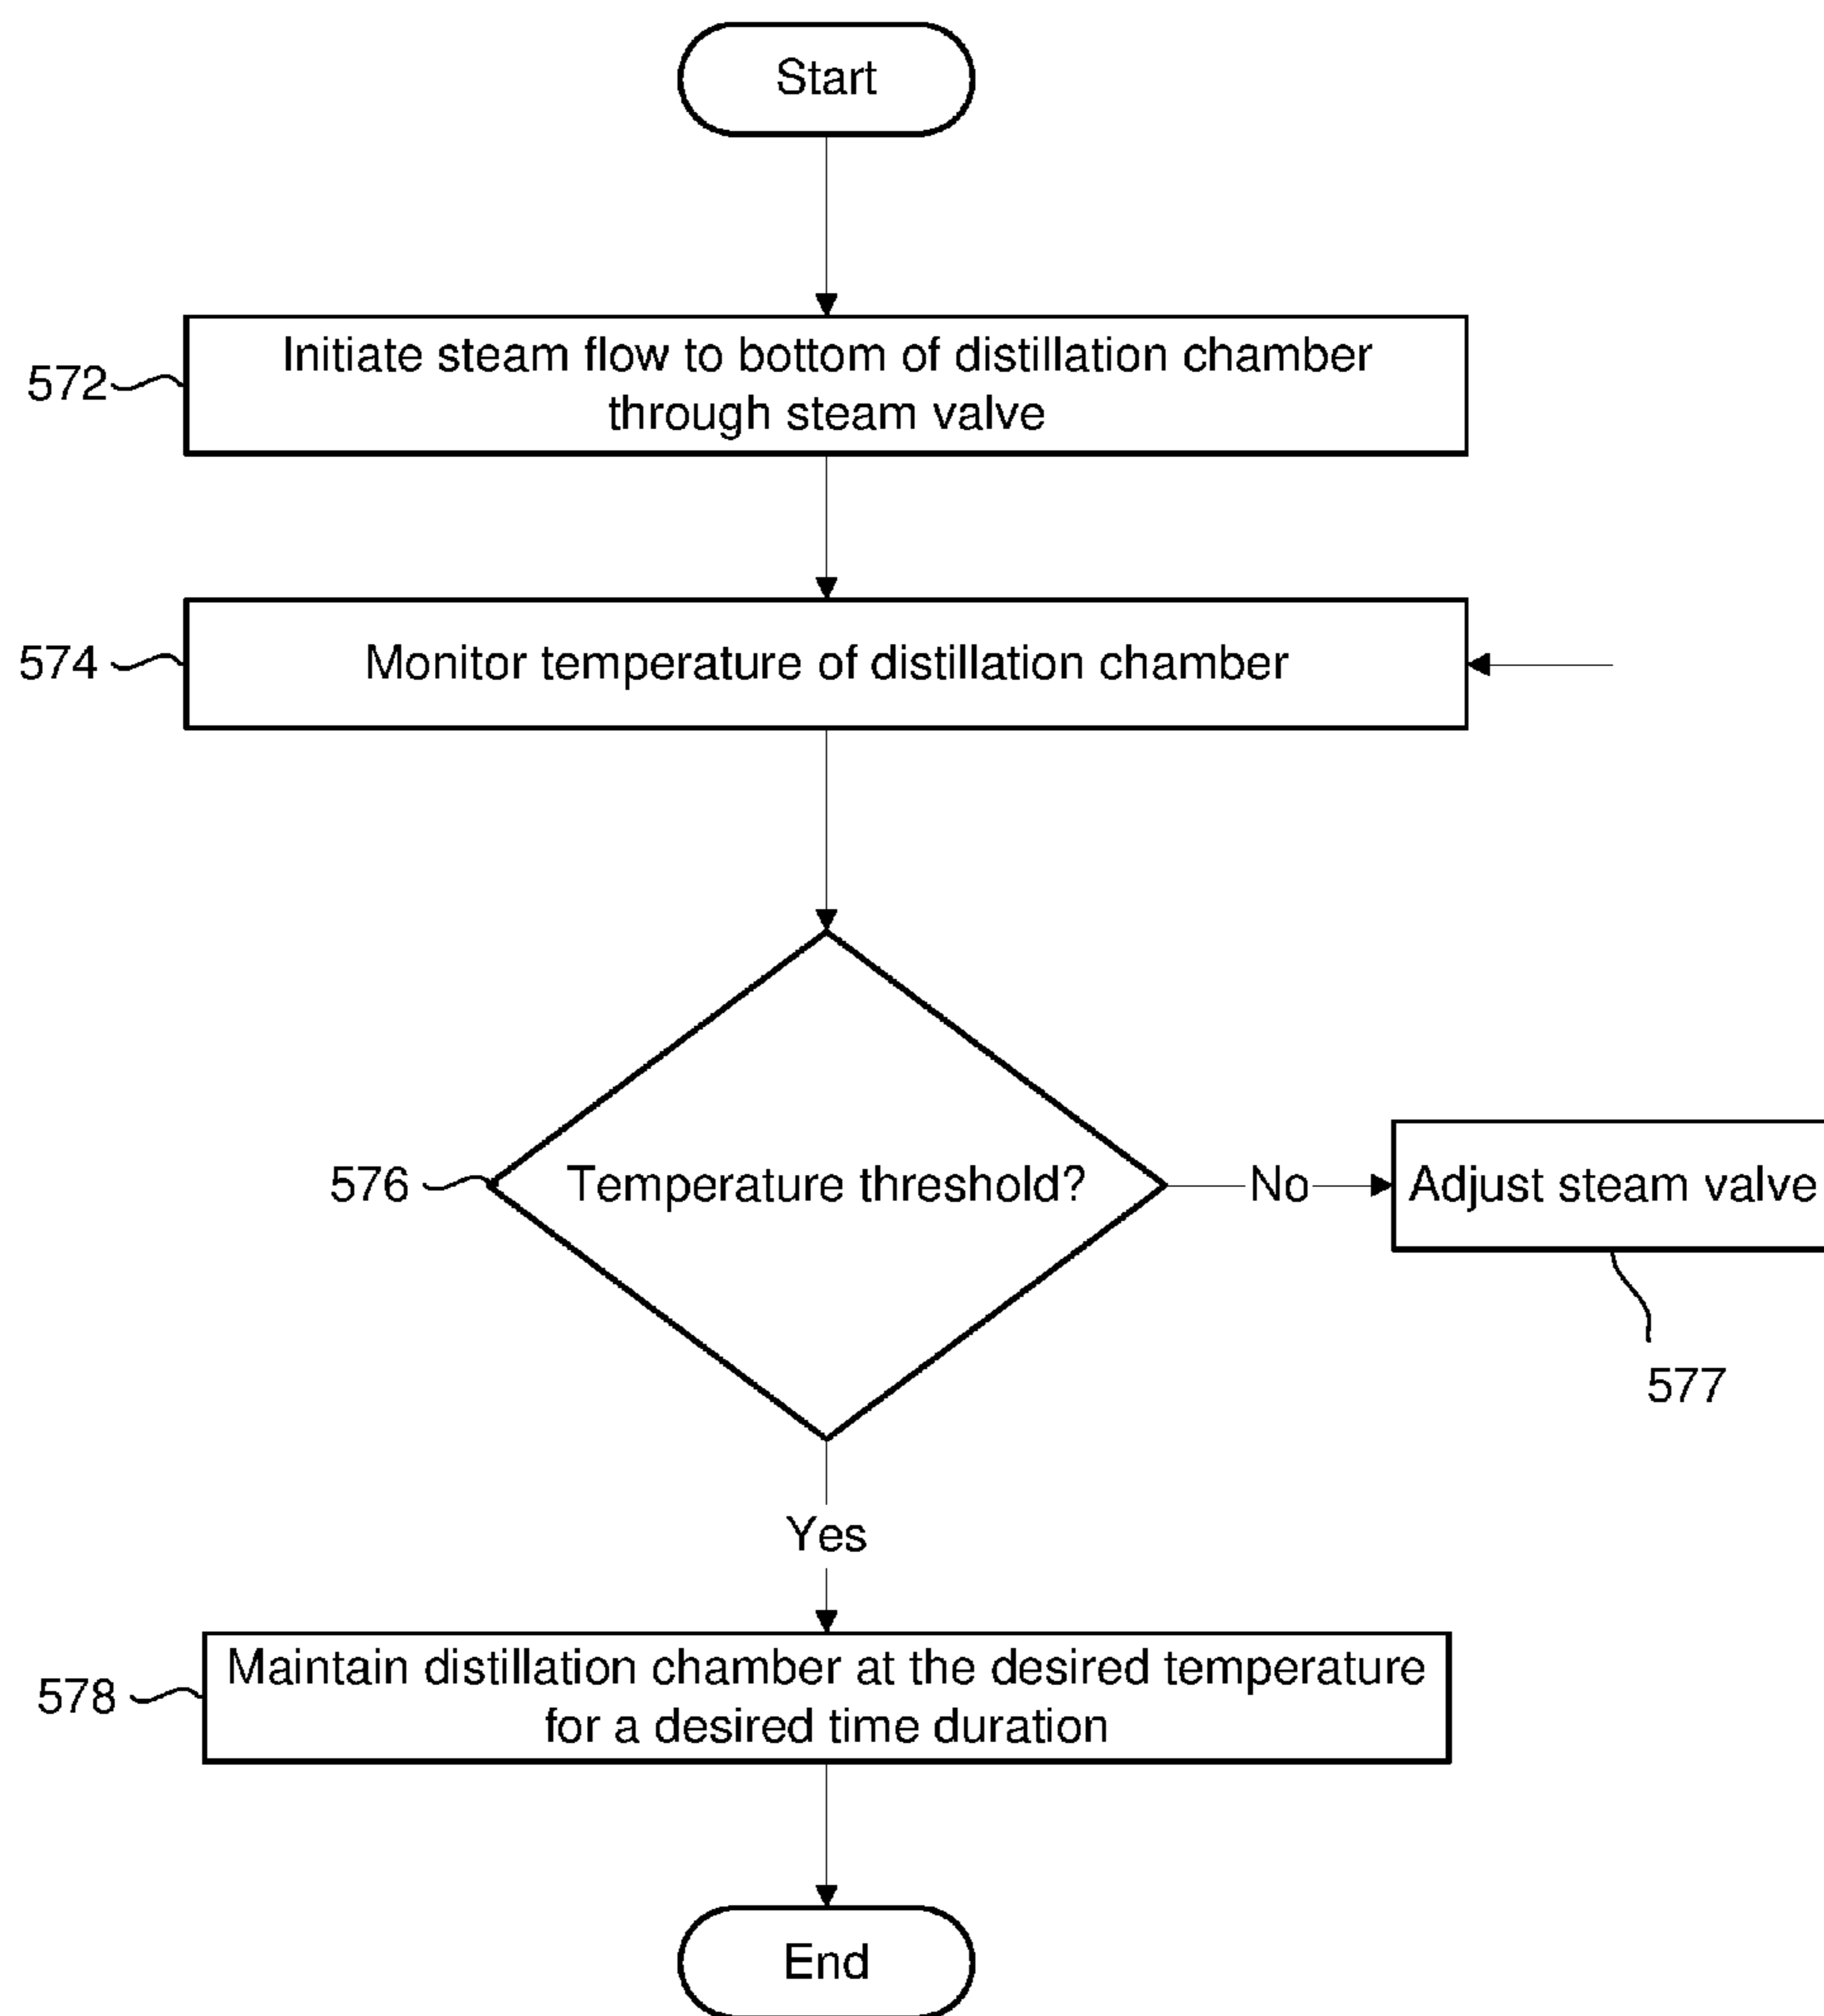 Start
572
Initiate steam flow to bottom of distillation chamber
through steam valve
574
Monitor temperature of distillation chamber
576
Temperature threshold?
No
Adjust steam valve
577
Yes
578
Maintain distillation chamber at the desired temperature
for a desired time duration
End